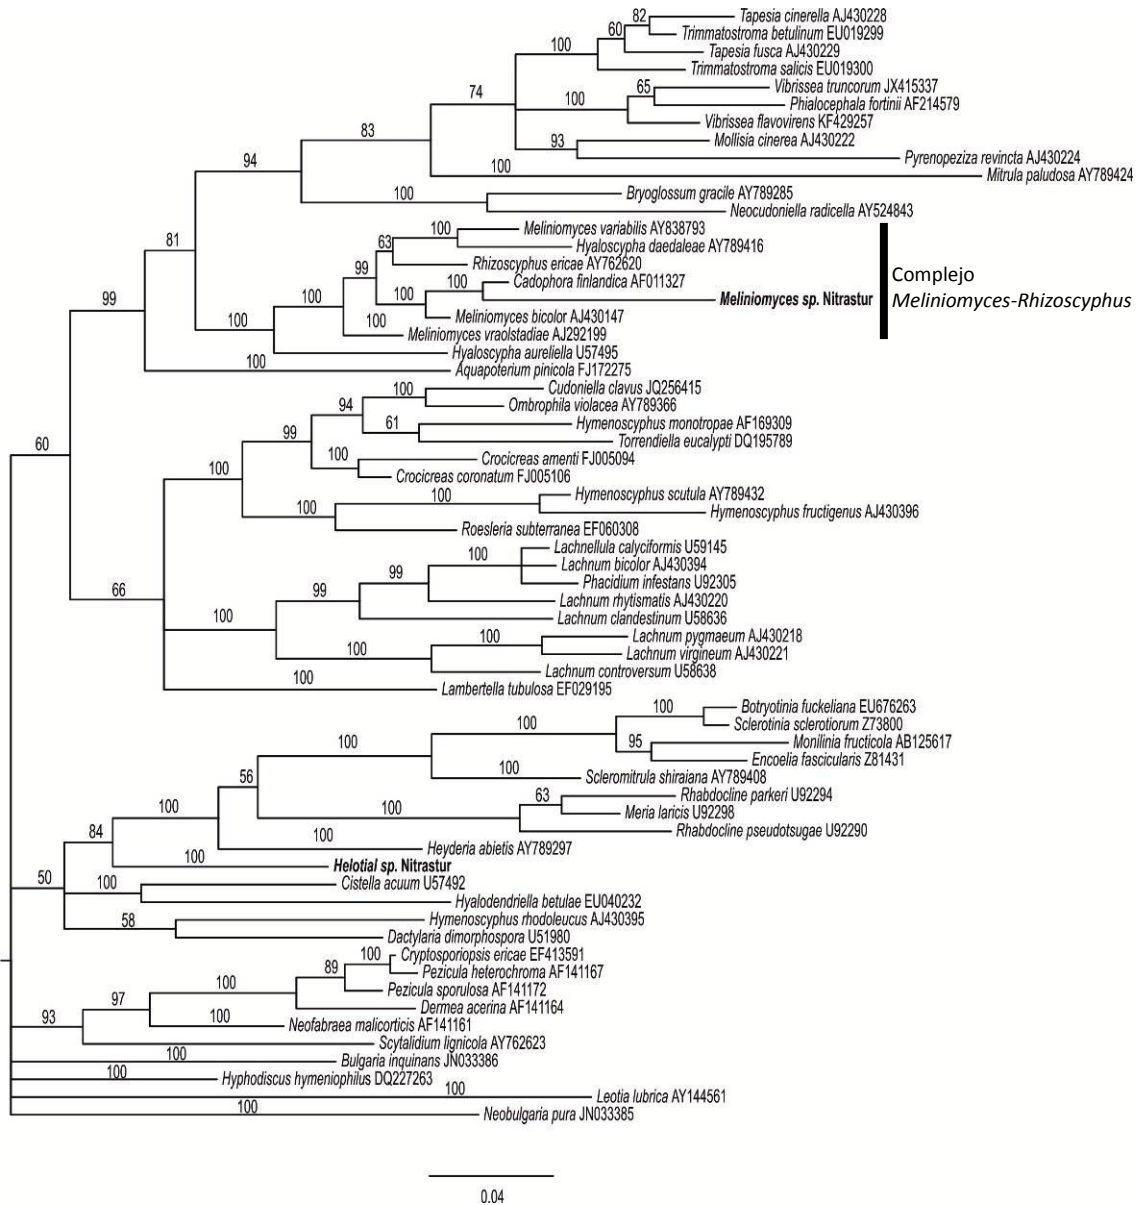 82 Tapesia cinerella AJ430228
60 Trimmatostroma betulinum EU019299
100 Tapesia fusca AJ430229
Trimmatostroma salicis EU019300
65 Vibrissea truncorum JX415337
74 100 Phialocephala fortinii AF214579
Vibrissea flavovirens KF429257
83 93 Mollisia cinerea AJ430222
94 Pyrenopeziza revincta AJ430224
100 Mitrula paludosa AY789424
100 Bryoglossum gracile AY789285
Neocudoniella radicella AY524843
81 100 Meliniomyces variabilis AY838793
63 Hyaloscypha daedaleae AY789416
99 Rhizoscyphus ericae AY762620
100 Cadophora finlandica AF011327
Complejo
99 100 100 Meliniomyces sp. Nitrastur
Meliniomyces-Rhizoscyphus
100 100 Meliniomyces bicolor AJ430147
Meliniomyces vraolstadiae AJ292199
Hyaloscypha aureliella U57495
100 Aquapoterium pinicola FJ172275
100 Cudoniella clavus JQ256415
94 Ombrophila violacea AY789366
61 Hymenoscyphus monotropae AF169309
60 99 Torrendiella eucalypti DQ195789
100 Crocicreas amenti FJ005094
100 Crocicreas coronatum FJ005106
100 Hymenoscyphus scutula AY789432
100 Hymenoscyphus fructigenus AJ430396
Roesleria subterranea EF060308
100 Lachnellula calyciformis U59145
99 Lachnum bicolor AJ430394
66 99 Phacidium infestans U92305
Lachnum rhytismatis AJ430220
100 Lachnum clandestinum U58636
100 Lachnum pygmaeum AJ430218
100 Lachnum virgineum AJ430221
Lachnum controversum U58638
100 Lambertella tubulosa EF029195
100 Botryotinia fuckeliana EU676263
100 Sclerotinia sclerotiorum Z73800
100 95 Monilinia fructicola AB125617
Encoelia fascicularis Z81431
56 100 Scleromitrula shiraiana AY789408
63 Rhabdocline parkeri U92294
100 100 Meria laricis U92298
84 Rhabdocline pseudotsugae U92290
100 Heyderia abietis AY789297
100 Helotial sp. Nitrastur
50 100 Cistella acuum U57492
Hyalodendriella betulae EU040232
58 Hymenoscyphus rhodoleucus AJ430395
Dactylaria dimorphospora U51980
100 Cryptosporiopsis ericae EF413591
89 Pezicula heterochroma AF141167
100 Pezicula sporulosa AF141172
97 Dermea acerina AF141164
93 100 Neofabraea malicorticis AF141161
Scytalidium lignicola AY762623
100 Bulgaria inquinans JN033386
100 Hyphodiscus hymeniophilus DQ227263
100 Leotia lubrica AY144561
100 Neobulgaria pura JN033385
0.04